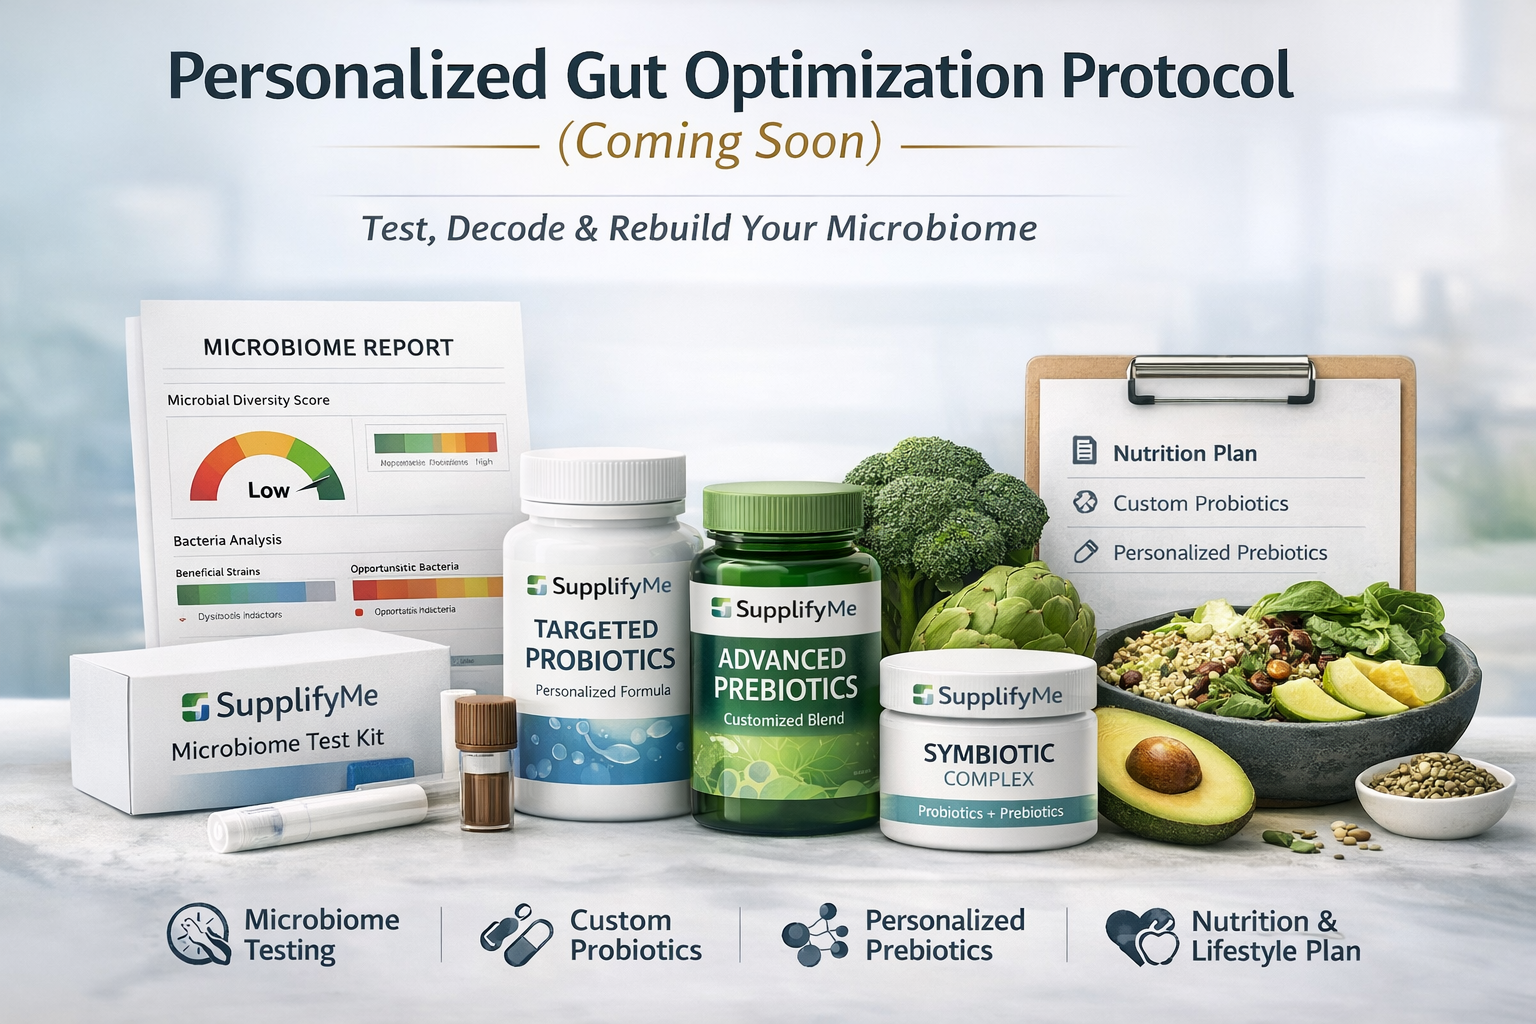 Personalized Gut Optimization Protocol
(Coming Soon)
Test, Decode & Rebuild Your Microbiome
MICROBIOME REPORT
Microbial Diversity Score
Low
High
Bacteria Analysis
Beneficial Strains
Opportunsitic Bacteria
SupplifyMe
Microbiome Test Kit
SupplifyMe
TARGETED
PROBIOTICS
Personalized Formula
SupplifyMe
ADVANCED
PREBIOTICS
Customized Blend
SupplifyMe
SYMBIOTIC
COMPLEX
Probiotics + Prebiotics
Nutrition Plan
Custom Probiotics
Personalized Prebiotics
Microbiome
Testing
Custom
Probiotics
Personalized
Prebiotics
Nutrition &
Lifestyle Plan